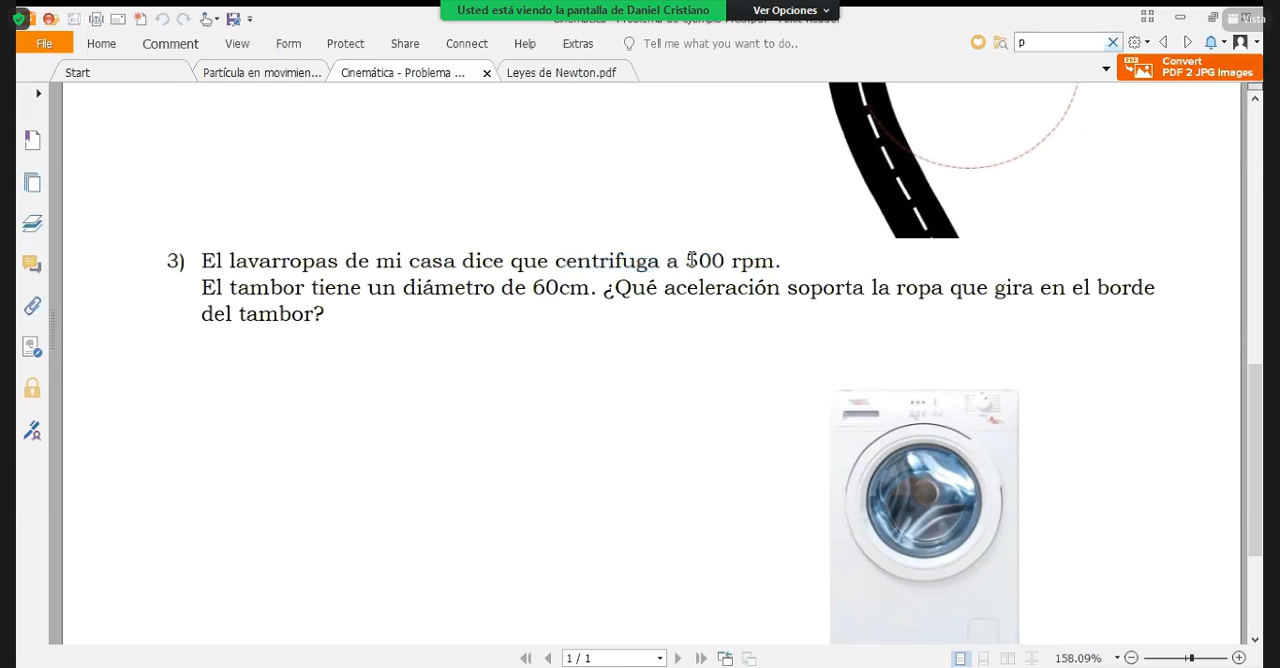 Usted está viendo la pantalla de Daniel Cristiano
Ver Opciones
Vista
File Home Comment View Form Protect Share Connect Help Extras Tell me what you want to do.. p
Convert
PDF 2 JPG Images
Start Partícula en movimien... Cinemática - Problema ... Leyes de Newton.pdf
3) El lavarropas de mi casa dice que centrifuga a 500 rpm.
El tambor tiene un diámetro de 60cm. ¿Qué aceleración soporta la ropa que gira en el borde
del tambor?
1 / 1 158.09%